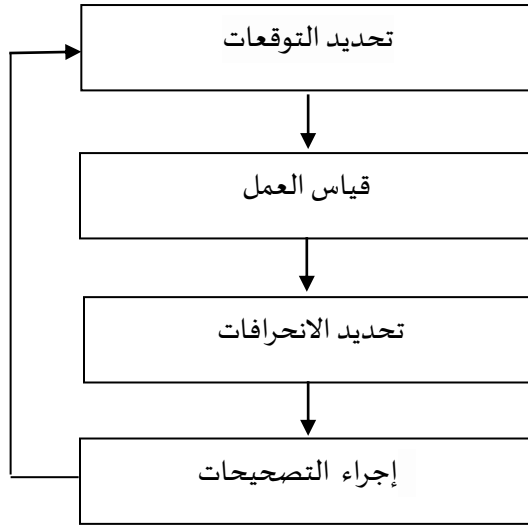 تحديد التوقعات
قياس العمل
تحديد الانحرافات
إجراء التصحيحات